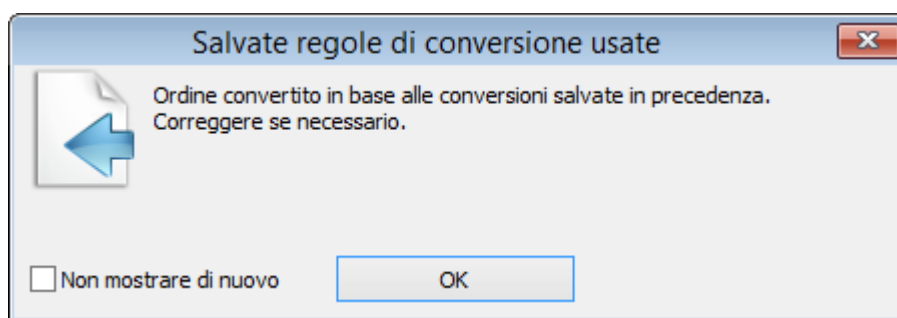 Salvate regole di conversione usate
Ordine convertito in base alle conversioni salvate in precedenza.
Correggere se necessario.
Non mostrare di nuovo
OK